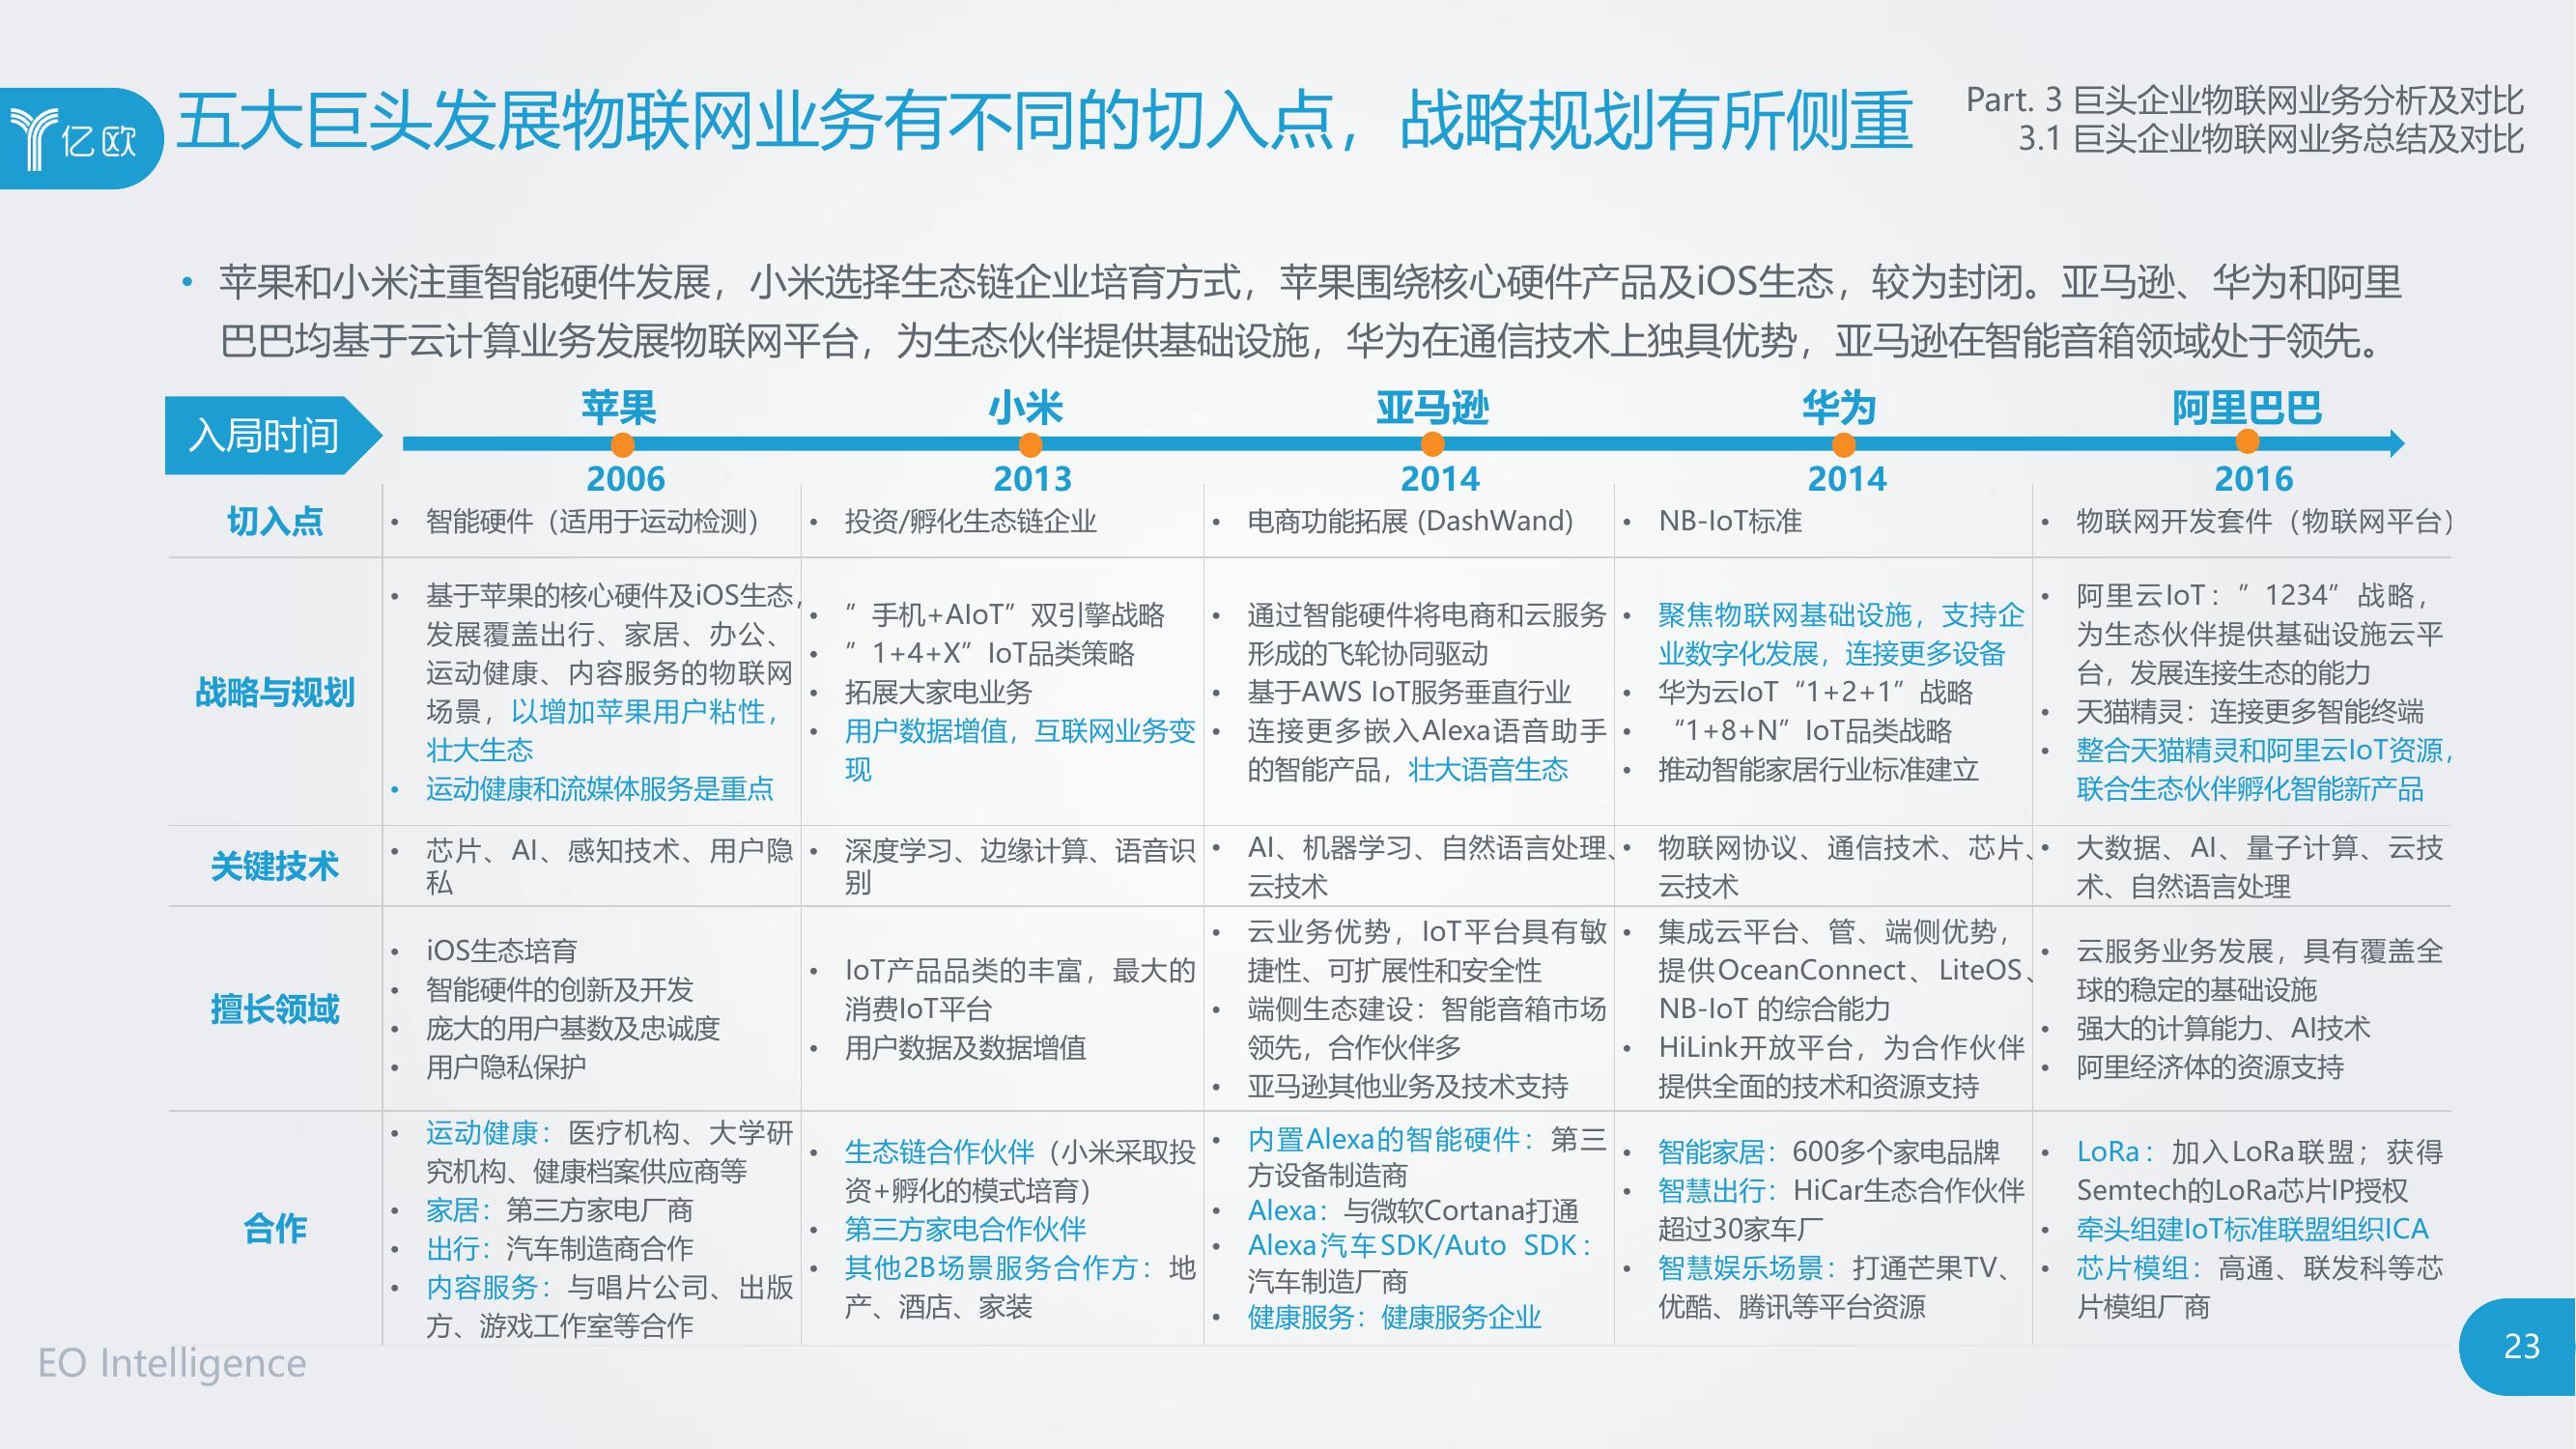 亿欧
五大巨头发展物联网业务有不同的切入点，战略规划有所侧重
Part. 3 巨头企业物联网业务分析及对比
3.1 巨头企业物联网业务总结及对比
• 苹果和小米注重智能硬件发展，小米选择生态链企业培育方式，苹果围绕核心硬件产品及iOS生态，较为封闭。亚马逊、华为和阿里
巴巴均基于云计算业务发展物联网平台，为生态伙伴提供基础设施，华为在通信技术上独具优势，亚马逊在智能音箱领域处于领先。
入局时间
苹果
小米
亚马逊
华为
阿里巴巴
2006
2013
2014
2014
2016
切入点
• 智能硬件（适用于运动检测）
• 投资/孵化生态链企业
• 电商功能拓展 (DashWand)
• NB-IoT标准
• 物联网开发套件（物联网平台）
战略与规划
• 基于苹果的核心硬件及iOS生态，
发展覆盖出行、家居、办公、
运动健康、内容服务的物联网
场景，以增加苹果用户粘性，
壮大生态
• 运动健康和流媒体服务是重点
• ”手机+AIoT”双引擎战略
• ”1+4+X”IoT品类策略
• 拓展大家电业务
• 用户数据增值，互联网业务变
现
• 通过智能硬件将电商和云服务
形成的飞轮协同驱动
• 基于AWS IoT服务垂直行业
• 连接更多嵌入Alexa语音助手
的智能产品，壮大语音生态
• 聚焦物联网基础设施，支持企
业数字化发展，连接更多设备
• 华为云IoT“1+2+1”战略
• “1+8+N”IoT品类战略
• 推动智能家居行业标准建立
• 阿里云IoT：”1234”战略，
为生态伙伴提供基础设施云平
台，发展连接生态的能力
• 天猫精灵：连接更多智能终端
• 整合天猫精灵和阿里云IoT资源，
联合生态伙伴孵化智能新产品
关键技术
• 芯片、AI、感知技术、用户隐
私
• 深度学习、边缘计算、语音识
别
• AI、机器学习、自然语言处理、
云技术
• 物联网协议、通信技术、芯片、
云技术
• 大数据、AI、量子计算、云技
术、自然语言处理
擅长领域
• iOS生态培育
• 智能硬件的创新及开发
• 庞大的用户基数及忠诚度
• 用户隐私保护
• IoT产品品类的丰富，最大的
消费IoT平台
• 用户数据及数据增值
• 云业务优势，IoT平台具有敏
捷性、可扩展性和安全性
• 端侧生态建设：智能音箱市场
领先，合作伙伴多
• 亚马逊其他业务及技术支持
• 集成云平台、管、端侧优势，
提供OceanConnect、LiteOS、
NB-IoT 的综合能力
• HiLink开放平台，为合作伙伴
提供全面的技术和资源支持
• 云服务业务发展，具有覆盖全
球的稳定的基础设施
• 强大的计算能力、AI技术
• 阿里经济体的资源支持
合作
• 运动健康：医疗机构、大学研
究机构、健康档案供应商等
• 家居：第三方家电厂商
• 出行：汽车制造商合作
• 内容服务：与唱片公司、出版
方、游戏工作室等合作
• 生态链合作伙伴（小米采取投
资+孵化的模式培育）
• 第三方家电合作伙伴
• 其他2B场景服务合作方：地
产、酒店、家装
• 内置Alexa的智能硬件：第三
方设备制造商
• Alexa：与微软Cortana打通
• Alexa汽车SDK/Auto SDK：
汽车制造厂商
• 健康服务：健康服务企业
• 智能家居：600多个家电品牌
• 智慧出行：HiCar生态合作伙伴
超过30家车厂
• 智慧娱乐场景：打通芒果TV、
优酷、腾讯等平台资源
• LoRa：加入LoRa联盟；获得
Semtech的LoRa芯片IP授权
• 牵头组建IoT标准联盟组织ICA
• 芯片模组：高通、联发科等芯
片模组厂商
EO Intelligence
23